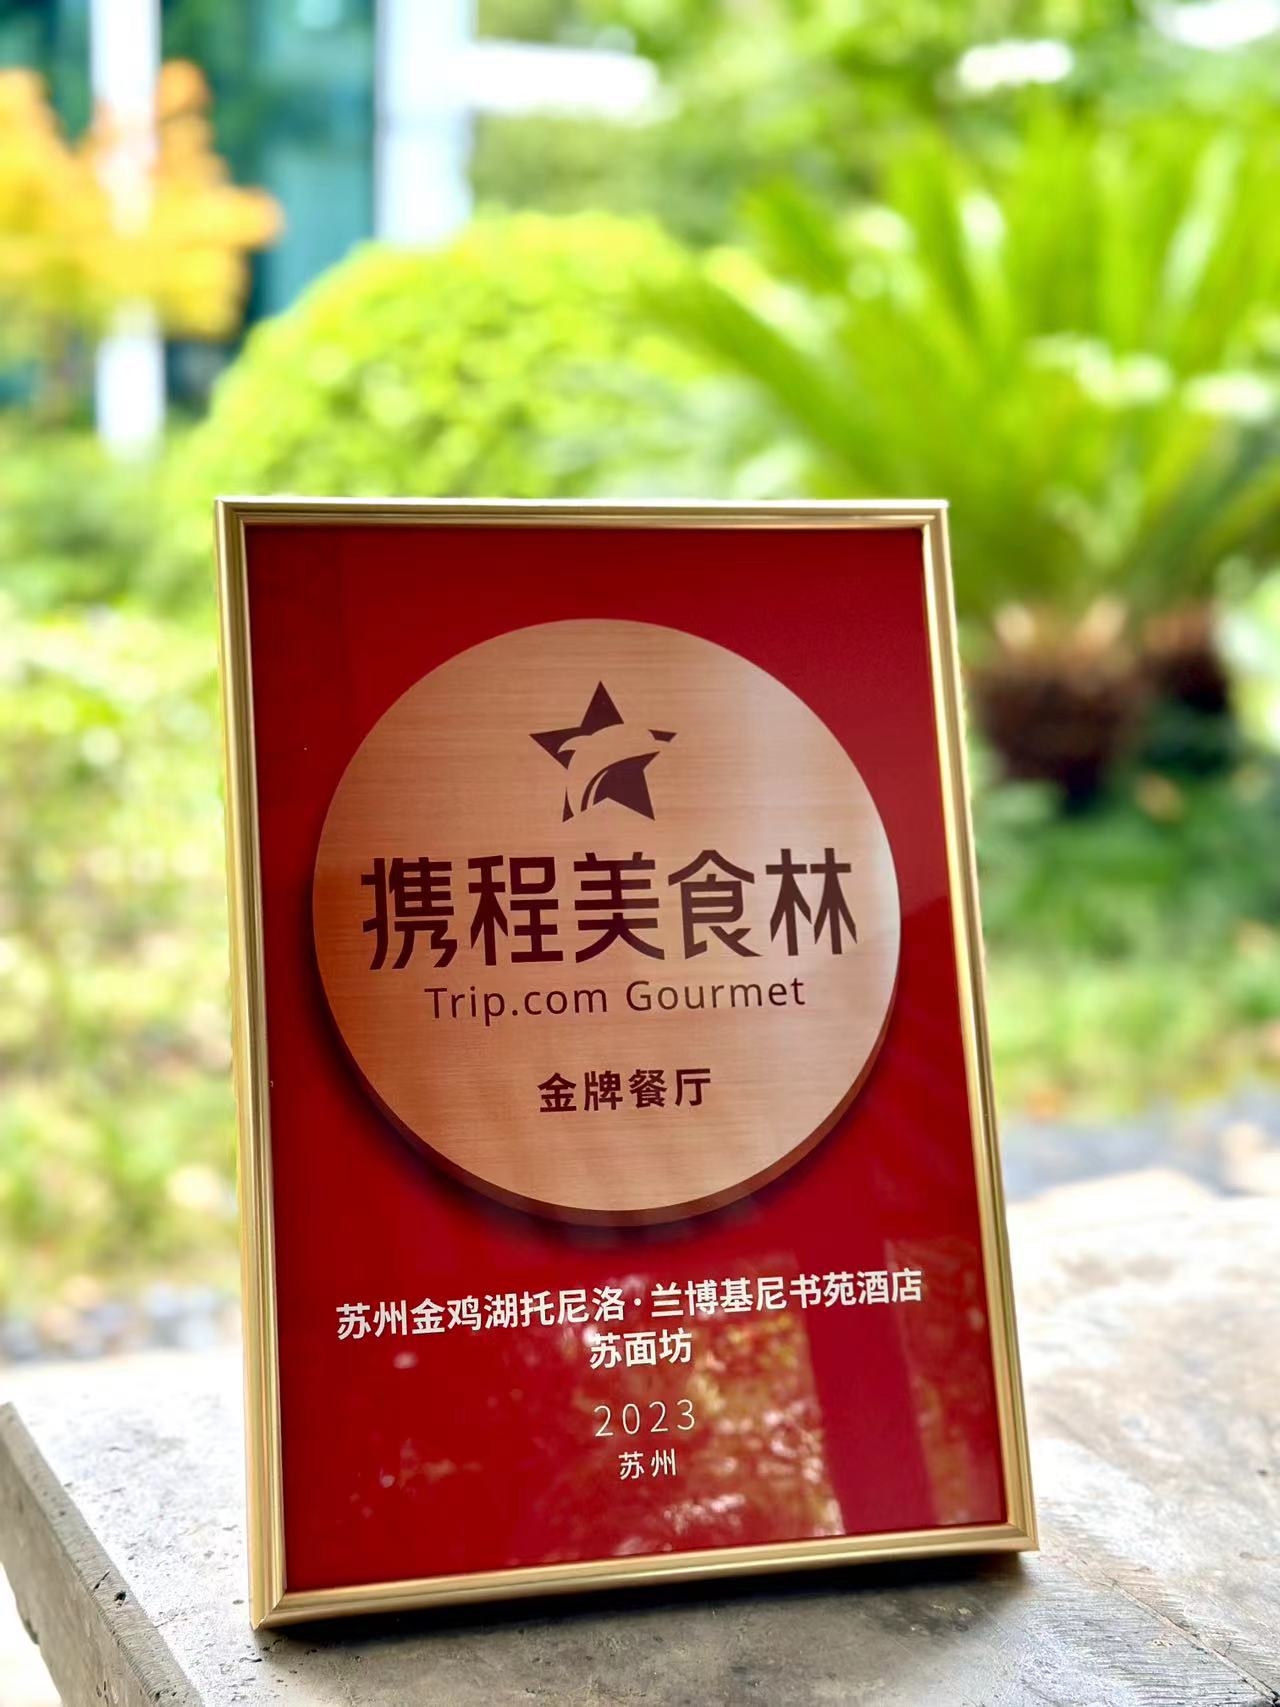 携程美食林
Trip.com Gourmet
金牌餐厅
苏州金鸡湖托尼洛·兰博基尼书苑酒店
苏面坊
2023
苏州